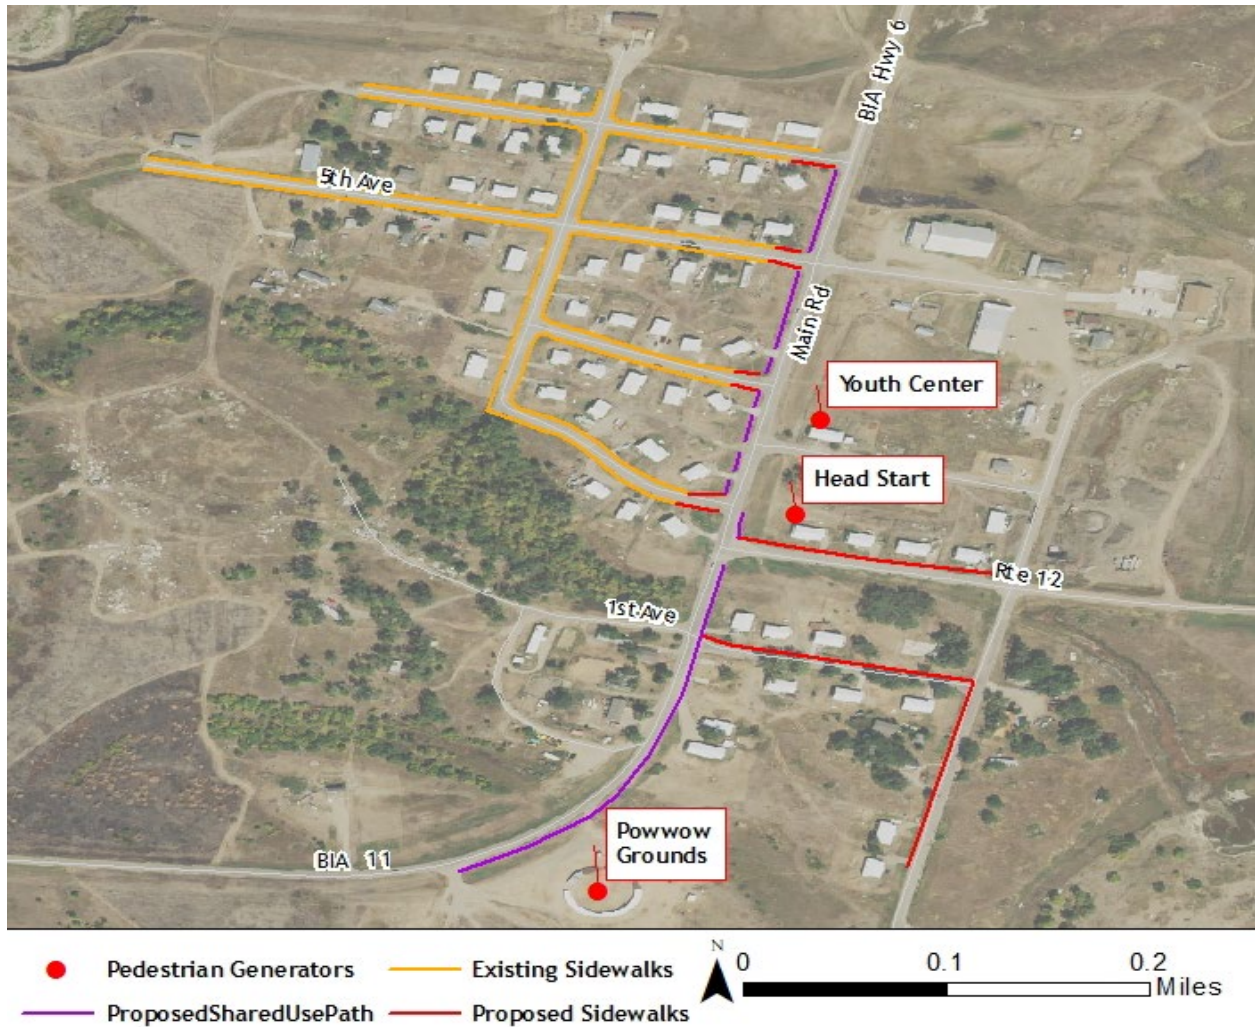 BIA Hwy 6
5th Ave
Main Rd
Youth Center
Head Start
Rte 12
1st Ave
Powwow
Grounds
BIA 11
Pedestrian Generators
Existing Sidewalks
N
0
0.1
0.2
Miles
ProposedSharedUsePath
Proposed Sidewalks